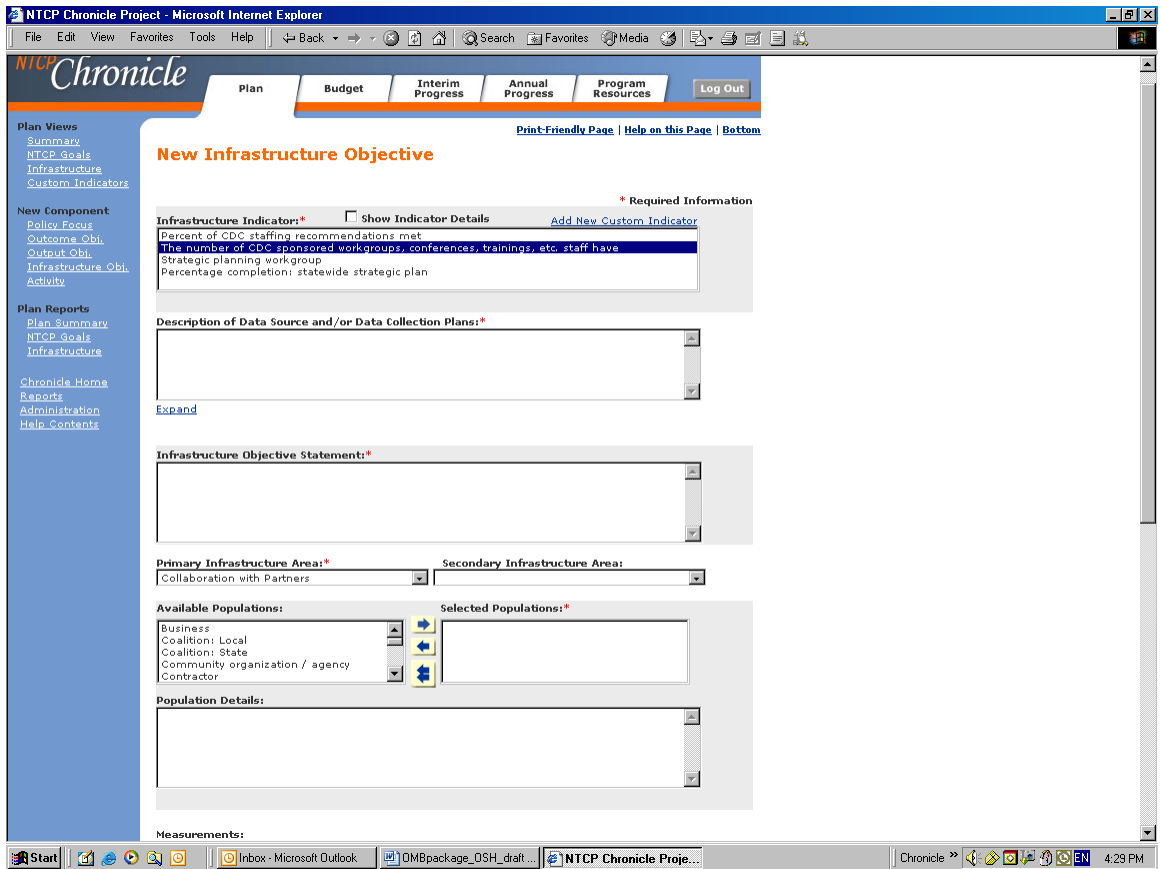 NTCP Chronicle Project - Microsoft Internet Explorer
File Edit View Favorites Tools Help Back Search Favorites Media
NTCP Chronicle
Plan Budget Interim Progress Annual Progress Program Resources Log Out
Print-Friendly Page | Help on this Page | Bottom
Plan Views
Summary
NTCP Goals
Infrastructure
Custom Indicators
New Component
Policy Focus
Outcome Obj.
Output Obj.
Infrastructure Obj.
Activity
Plan Reports
Plan Summary
NTCP Goals
Infrastructure
Chronicle Home
Reports
Administration
Help Contents
New Infrastructure Objective
* Required Information
Infrastructure Indicator:* Show Indicator Details Add New Custom Indicator
Percent of CDC staffing recommendations met
The number of CDC sponsored workgroups, conferences, trainings, etc. staff have
Strategic planning workgroup
Percentage completion: statewide strategic plan
Description of Data Source and/or Data Collection Plans:*
Expand
Infrastructure Objective Statement:*
Primary Infrastructure Area:* Secondary Infrastructure Area:
Collaboration with Partners
Available Populations: Selected Populations:*
Business
Coalition: Local
Coalition: State
Community organization / agency
Contractor
Population Details:
Measurements:
Start Inbox - Microsoft Outlook OMBpackage_OSH_draft ... NTCP Chronicle Proje... Chronicle » EN 4:29 PM